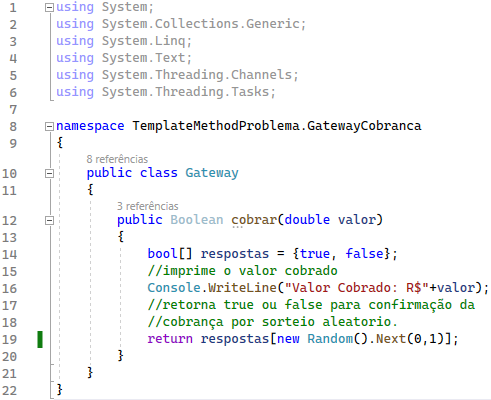 1 using System;
2 using System.Collections.Generic;
3 using System.Linq;
4 using System.Text;
5 using System.Threading.Channels;
6 using System.Threading.Tasks;
7
8 namespace TemplateMethodProblema.GatewayCobranca
9 {
8 referências
10 public class Gateway
11 {
3 referências
12 public Boolean cobrar(double valor)
13 {
14 bool[] respostas = {true, false};
15 //imprime o valor cobrado
16 Console.WriteLine("Valor Cobrado: R$"+valor);
17 //retorna true ou false para confirmação da
18 //cobrança por sorteio aleatorio.
19 return respostas[new Random().Next(0,1)];
20 }
21 }
22 }